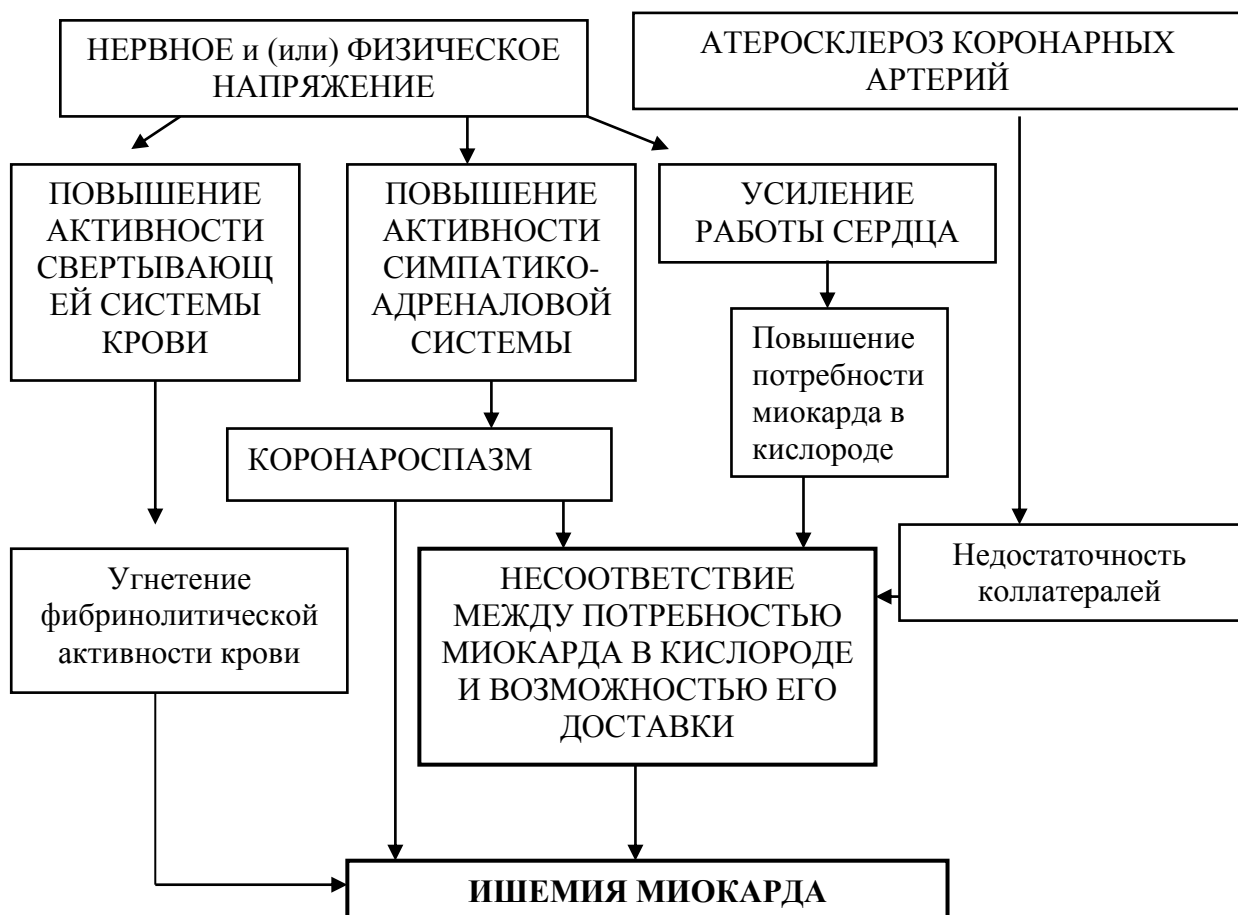 НЕРВНОЕ и (или) ФИЗИЧЕСКОЕ
НАПРЯЖЕНИЕ
АТЕРОСКЛЕРОЗ КОРОНАРНЫХ
АРТЕРИЙ
ПОВЫШЕНИЕ
АКТИВНОСТИ
СВЕРТЫВАЮЩ
ЕЙ СИСТЕМЫ
КРОВИ
ПОВЫШЕНИЕ
АКТИВНОСТИ
СИМПАТИКО-
АДРЕНАЛОВОЙ
СИСТЕМЫ
УСИЛЕНИЕ
РАБОТЫ СЕРДЦА
Повышение
потребности
миокарда в
кислороде
КОРОНАРОСПАЗМ
Угнетение
фибринолитической
активности крови
НЕСООТВЕТСТВИЕ
МЕЖДУ ПОТРЕБНОСТЬЮ
МИОКАРДА В КИСЛОРОДЕ
И ВОЗМОЖНОСТЬЮ ЕГО
ДОСТАВКИ
Недостаточность
коллатералей
ИШЕМИЯ МИОКАРДА